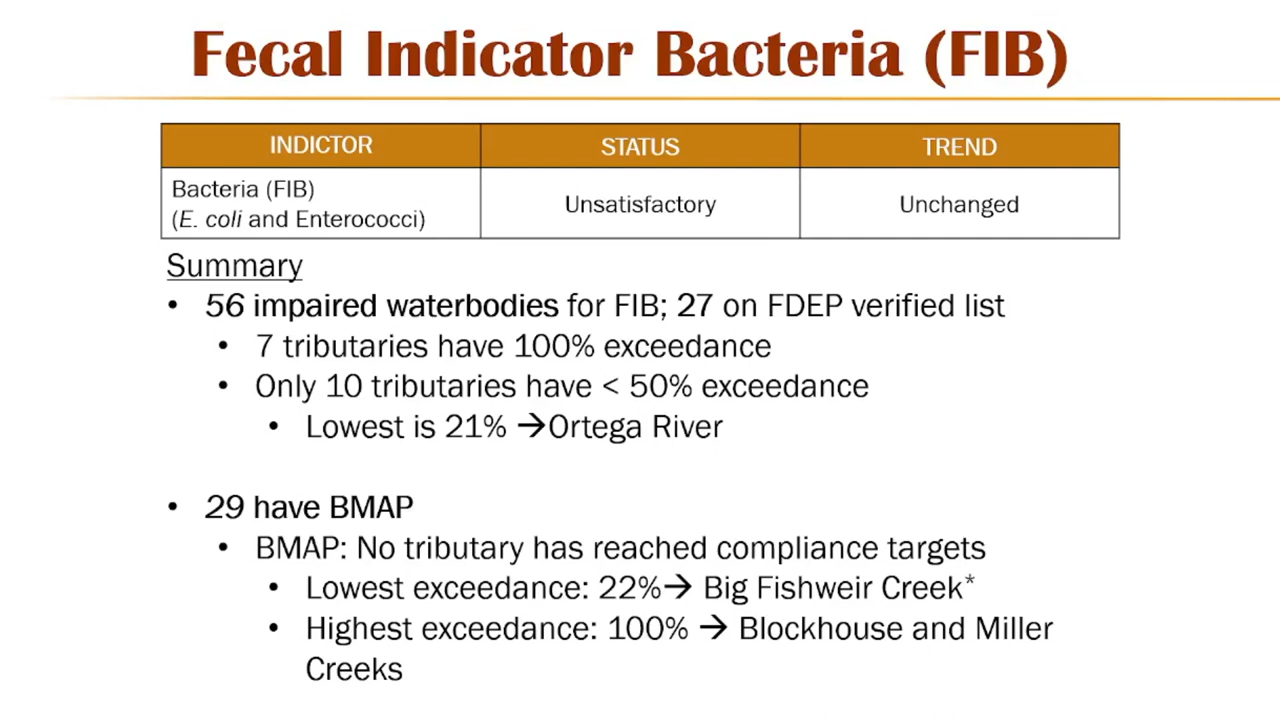 Fecal Indicator Bacteria (FIB)
INDICTOR STATUS TREND
Bacteria (FIB)
(E. coli and Enterococci) Unsatisfactory Unchanged
Summary
• 56 impaired waterbodies for FIB; 27 on FDEP verified list
• 7 tributaries have 100% exceedance
• Only 10 tributaries have < 50% exceedance
• Lowest is 21% →Ortega River
• 29 have BMAP
• BMAP: No tributary has reached compliance targets
• Lowest exceedance: 22%→ Big Fishweir Creek*
• Highest exceedance: 100% → Blockhouse and Miller
Creeks